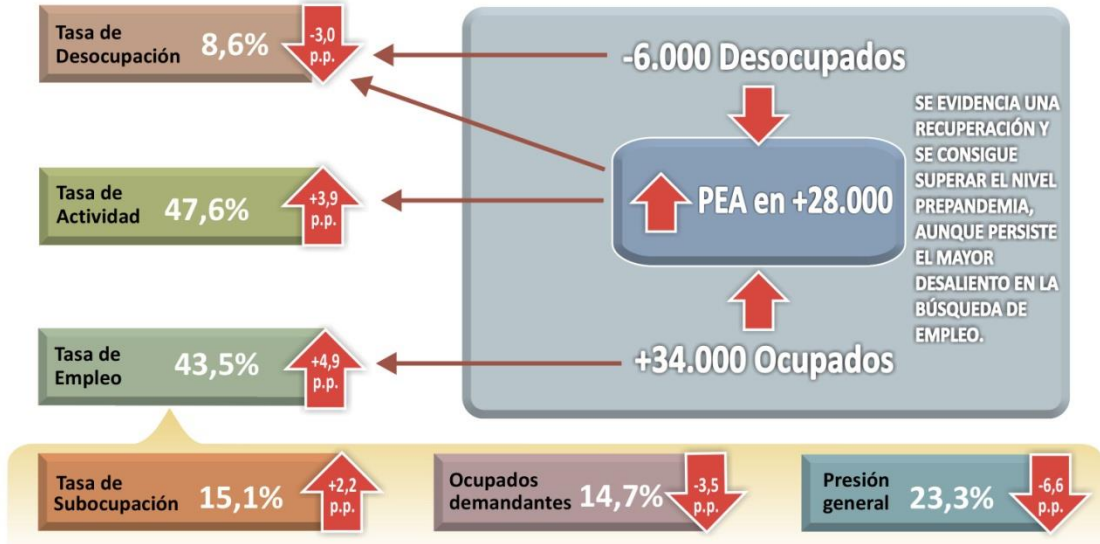 Tasa de
Desocupación
8,6%
-3,0
p.p.
-6.000 Desocupados
PEA en +28.000
SE EVIDENCIA UNA
RECUPERACIÓN Y
SE CONSIGUE
SUPERAR EL NIVEL
PREPANDEMIA,
AUNQUE PERSISTE
EL MAYOR
DESALIENTO EN LA
BÚSQUEDA DE
EMPLEO.
Tasa de
Actividad
47,6%
+3,9
p.p.
Tasa de
Empleo
43,5%
+4,9
p.p.
+34.000 Ocupados
Tasa de
Subocupación
15,1%
+2,2
p.p.
Ocupados
demandantes
14,7%
-3,5
p.p.
Presión
general
23,3%
-6,6
p.p.